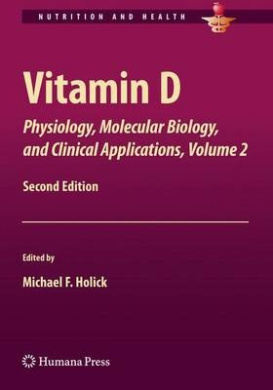 NUTRITION AND HEALTH
Vitamin D
Physiology, Molecular Biology,
and Clinical Applications, Volume 2
Second Edition
Edited by
Michael F. Holick
Humana Press